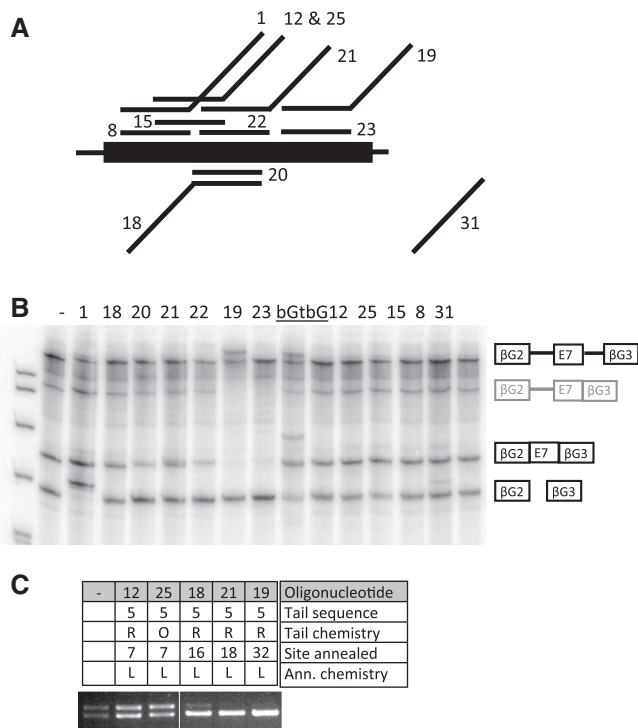 A
1 12 & 25
21
19
15
22
8
23
20
18
31
B
- 1 18 20 21 22 19 23 bGtbG12 25 15 8 31
βG2 E7 βG3
βG2 E7 βG3
βG2 E7 βG3
βG2 βG3
C
- 12 25 18 21 19 Oligonucleotide
5 5 5 5 5 Tail sequence
R O R R R Tail chemistry
7 7 16 18 32 Site annealed
L L L L L Ann. chemistry